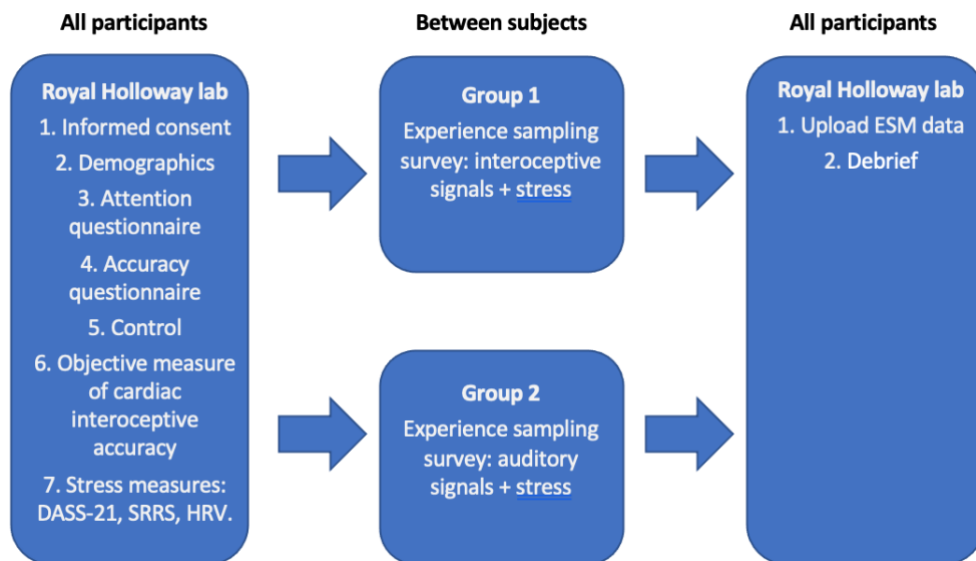 All participants
Royal Holloway lab
1. Informed consent
2. Demographics
3. Attention
questionnaire
4. Accuracy
questionnaire
5. Control
6. Objective measure
of cardiac
interoceptive
accuracy
7. Stress measures:
DASS-21, SRRS, HRV.
Between subjects
Group 1
Experience sampling
survey: interoceptive
signals + stress
Group 2
Experience sampling
survey: auditory
signals + stress
All participants
Royal Holloway lab
1. Upload ESM data
2. Debrief